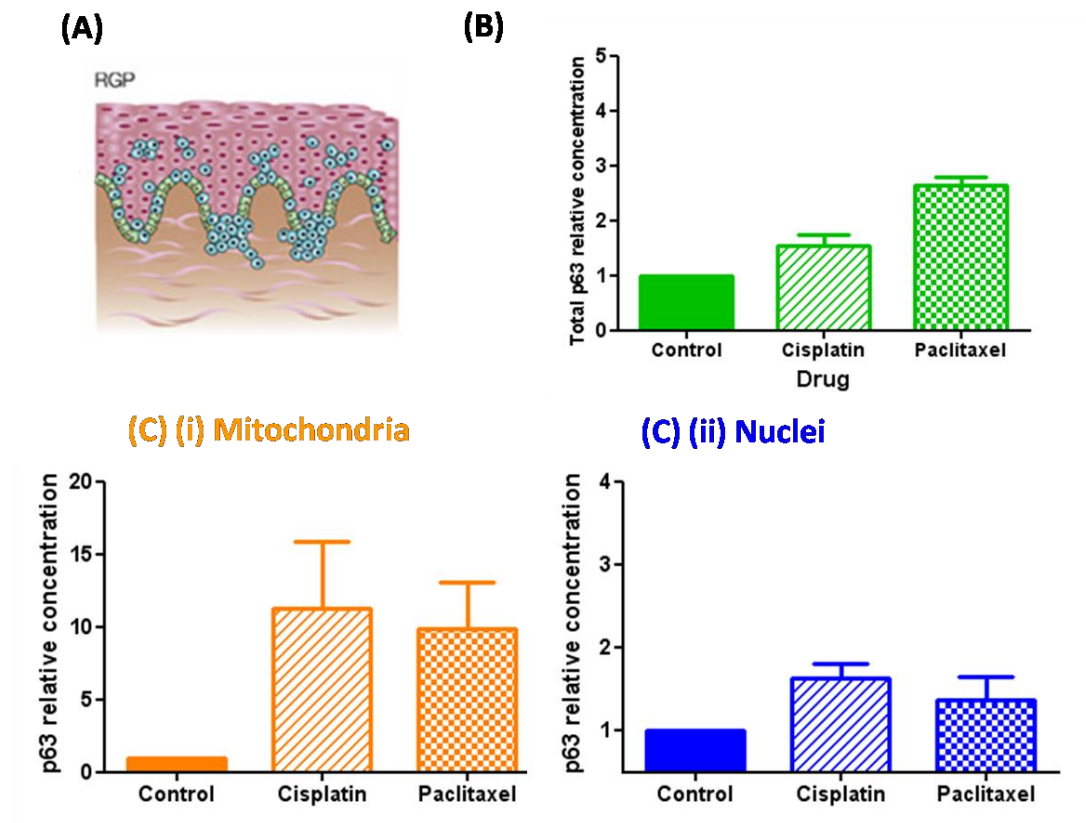 (A)
RGP
(B)
Total p63 relative concentration
5
4
3
2
1
0
Control Cisplatin Paclitaxel
Drug
(C) (i) Mitochondria
p63 relative concentration
20
15
10
5
0
Control Cisplatin Paclitaxel
(C) (ii) Nuclei
p63 relative concentration
4
3
2
1
Control Cisplatin Paclitaxel